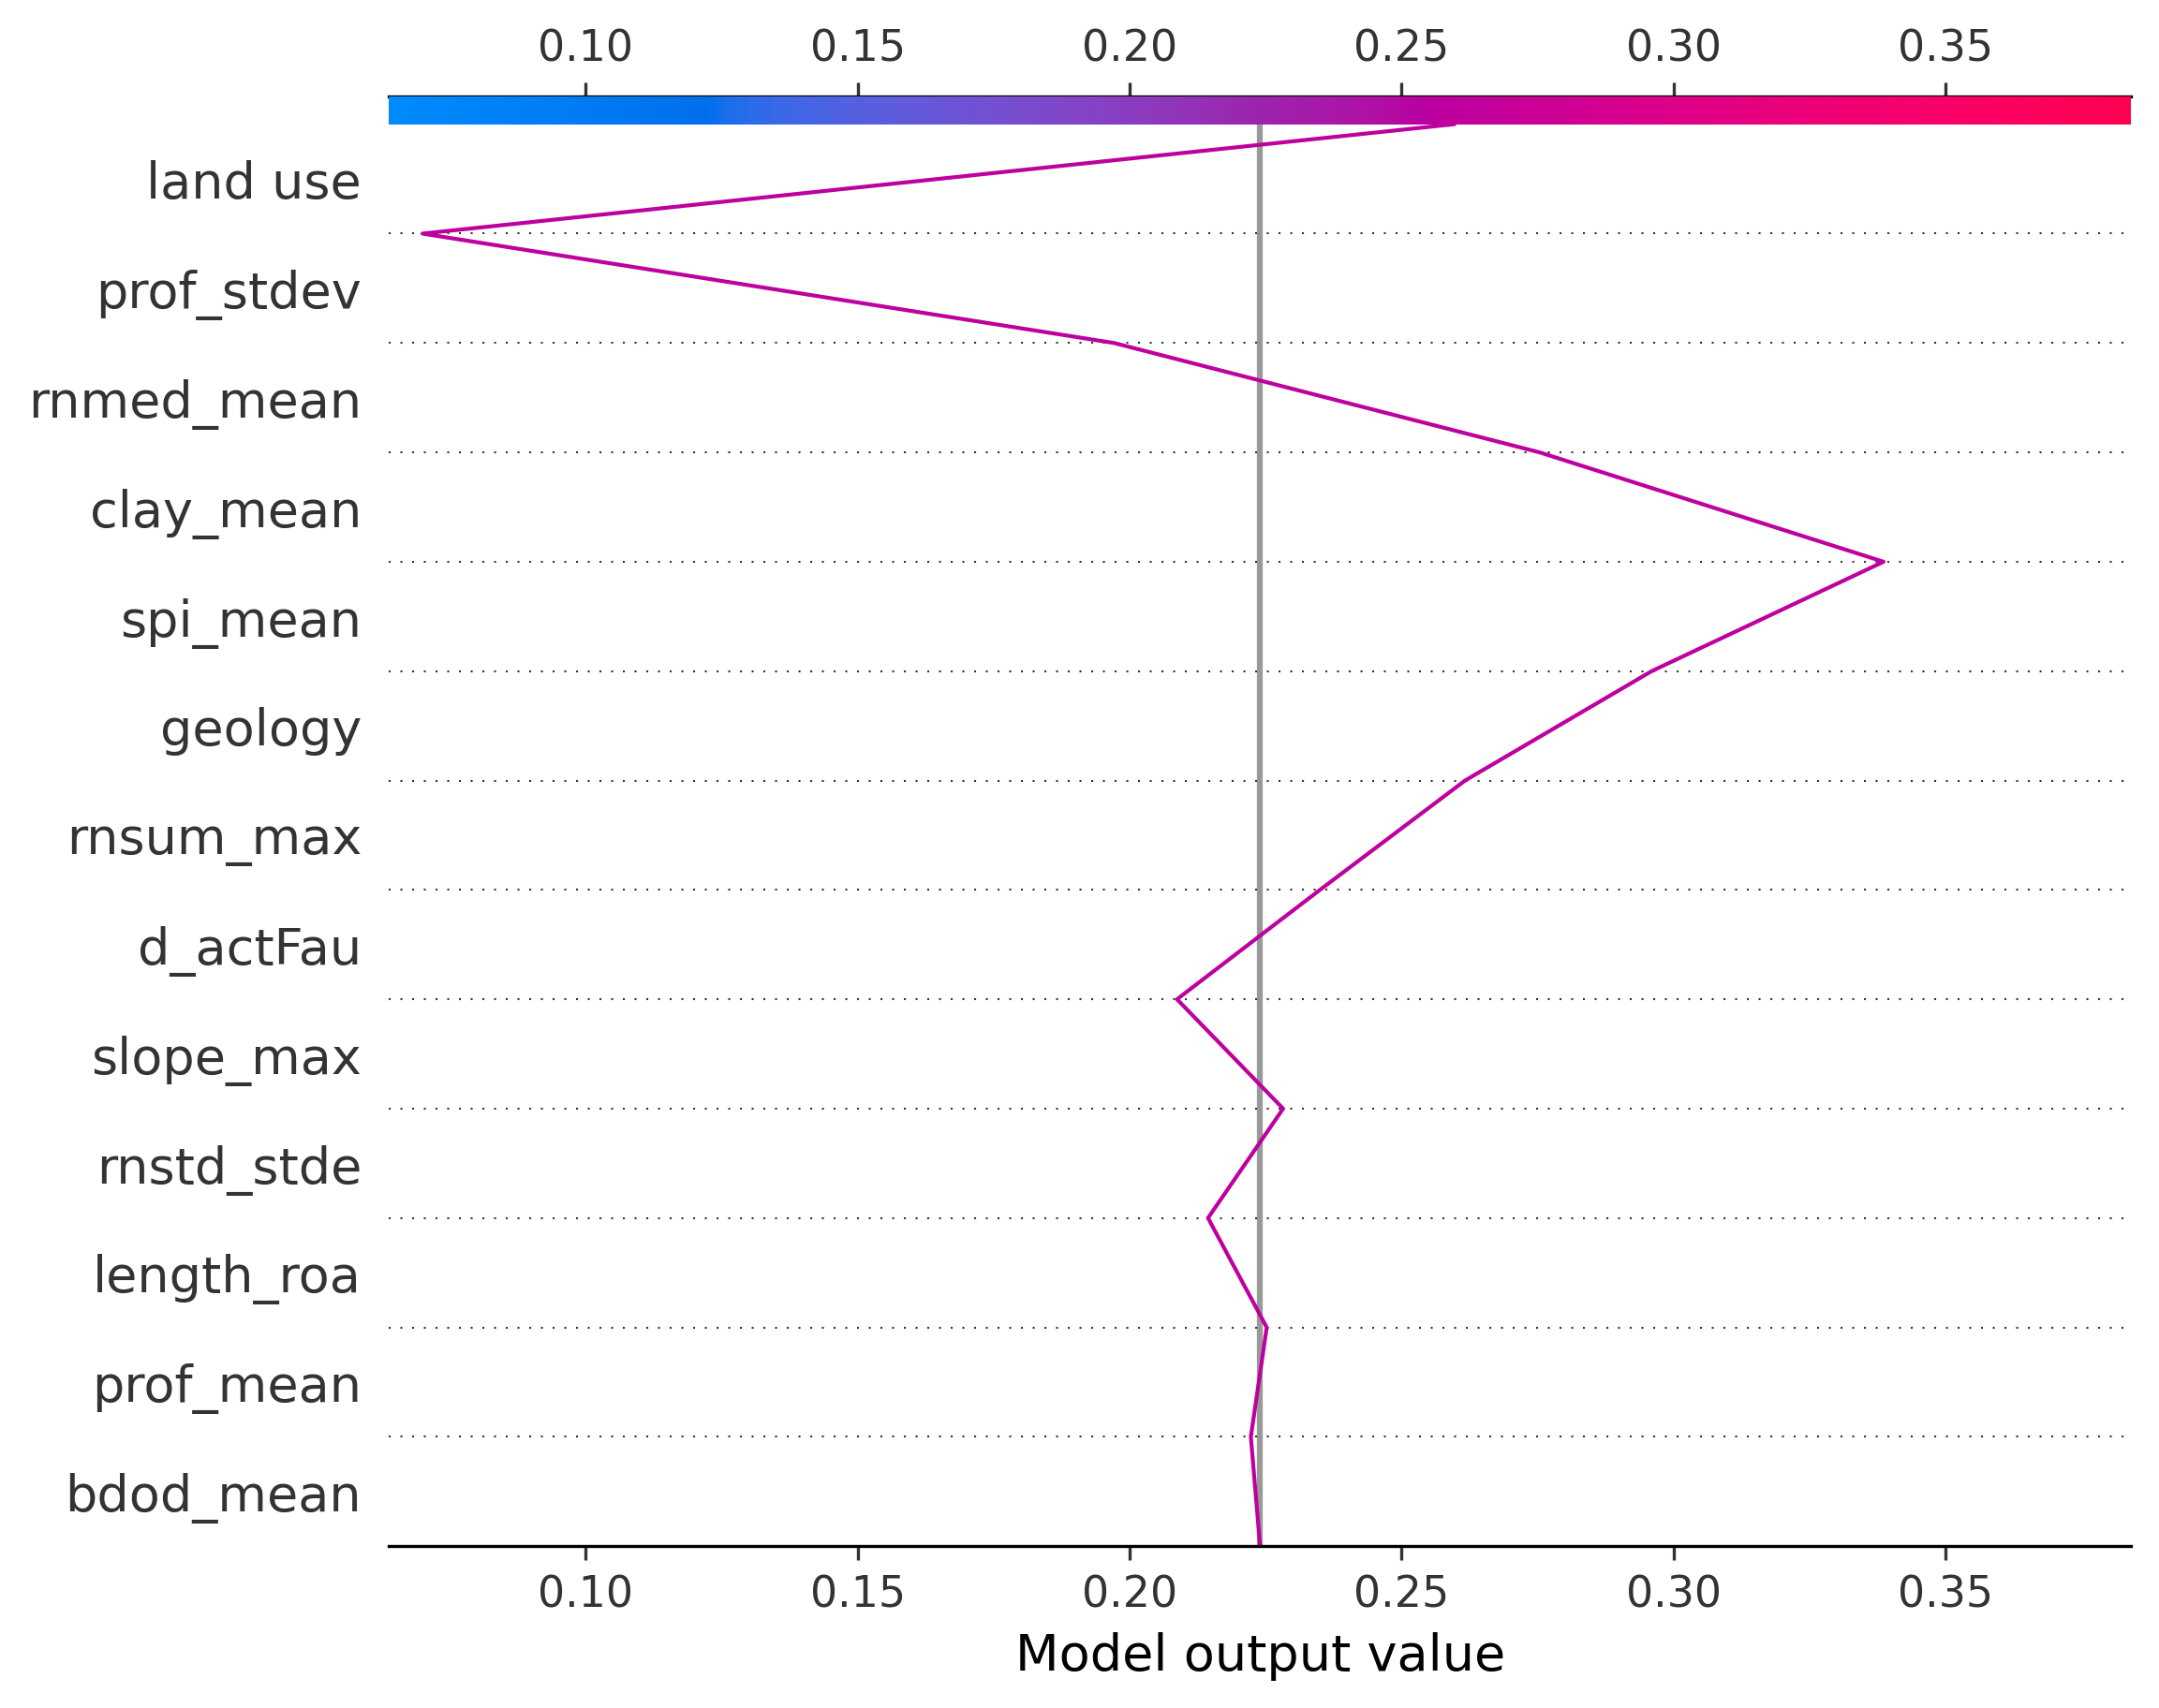 0.10 0.15 0.20 0.25 0.30 0.35
land use
prof_stdev
rnmed_mean
clay_mean
spi_mean
geology
rnsum_max
d_actFau
slope_max
rnstd_stde
length_roa
prof_mean
bdod_mean
0.10 0.15 0.20 0.25 0.30 0.35
Model output value